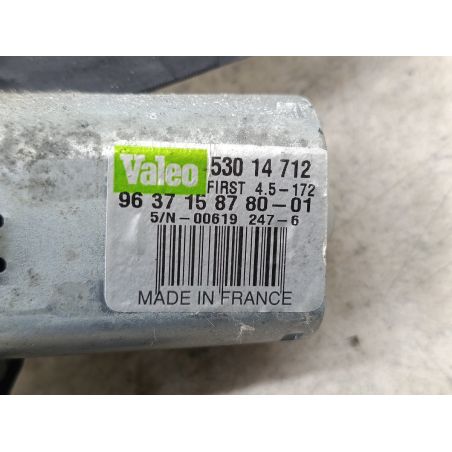 Valeo 530 14 712
FIRST 4.5-172
96 37 15 87 80-01
S/N-00619 247-6
MADE IN FRANCE